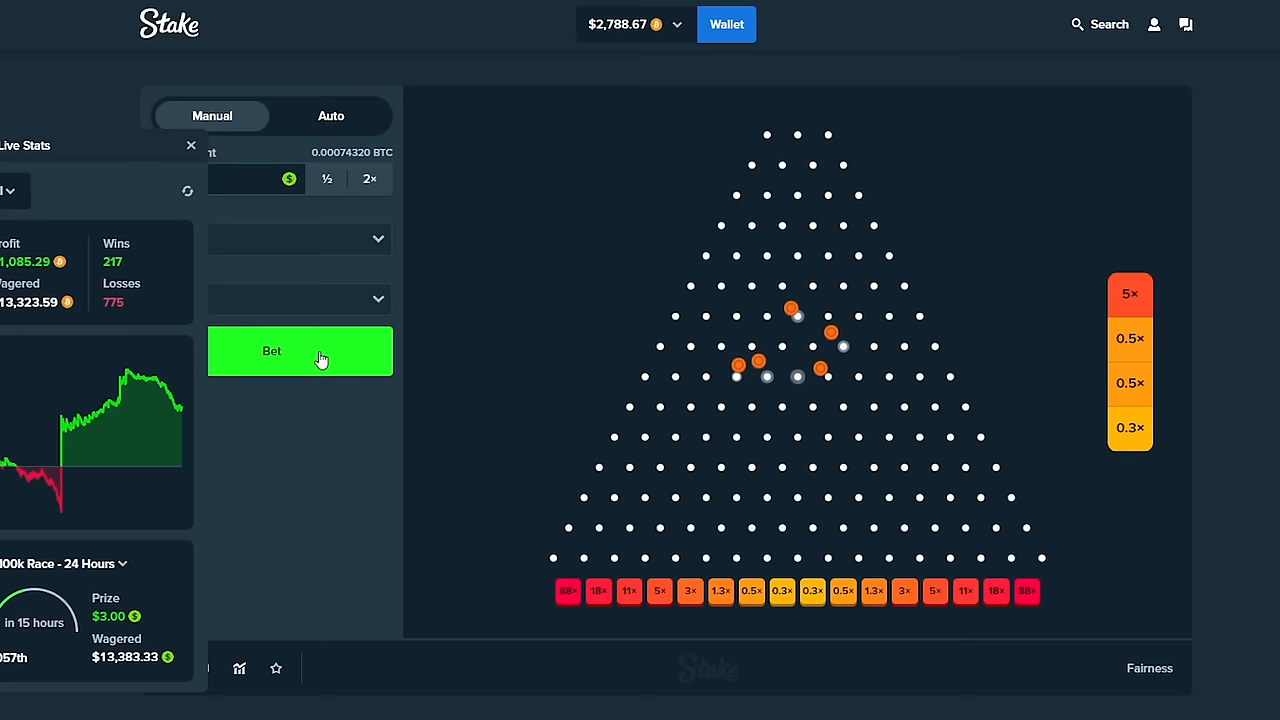 Stake
$2,788.67
Wallet
Search
Manual
Auto
Live Stats
nt
0.00074320 BTC
½
2×
rofit
Wins
1,085.29
217
Losses
13,323.59
775
Bet
5×
0.5×
0.5×
0.3×
100k Race - 24 Hours
Prize
$3.00
in 15 hours
Wagered
057th
$13,383.33
88×
18×
11×
5×
3×
1.3×
0.5×
0.3×
0.3×
0.5×
1.3×
3×
5×
11×
18×
88×
Stake
Fairness